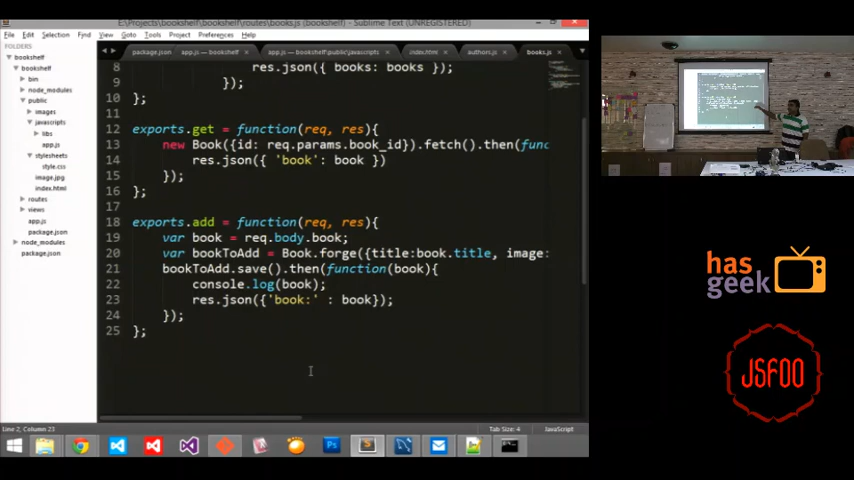 E:\Projects\bookshelf\bookshelf\routes\books.js (bookshelf) - Sublime Text (UNREGISTERED)
File Edit Selection Find View Goto Tools Project Preferences Help
FOLDERS
bookshelf
bookshelf
bin
node_modules
public
images
javascripts
libs
app.js
stylesheets
style.css
image.jpg
index.html
routes
views
app.js
package.json
node_modules
package.json
package.json
app.js — bookshelf
app.js — bookshelf\public\javascripts
index.html
authors.js
books.js
8 res.json({ books: books });
9 });
10 };
11
12 exports.get = function(req, res){
13 new Book({id: req.params.book_id}).fetch().then(func
14 res.json({ 'book': book })
15 });
16 };
17
18 exports.add = function(req, res){
19 var book = req.body.book;
20 var bookToAdd = Book.forge({title:book.title, image:
21 bookToAdd.save().then(function(book){
22 console.log(book);
23 res.json({'book:' : book});
24 });
25 };
Line 2, Column 23
Tab Size: 4
JavaScript
has
geek
JSFOO